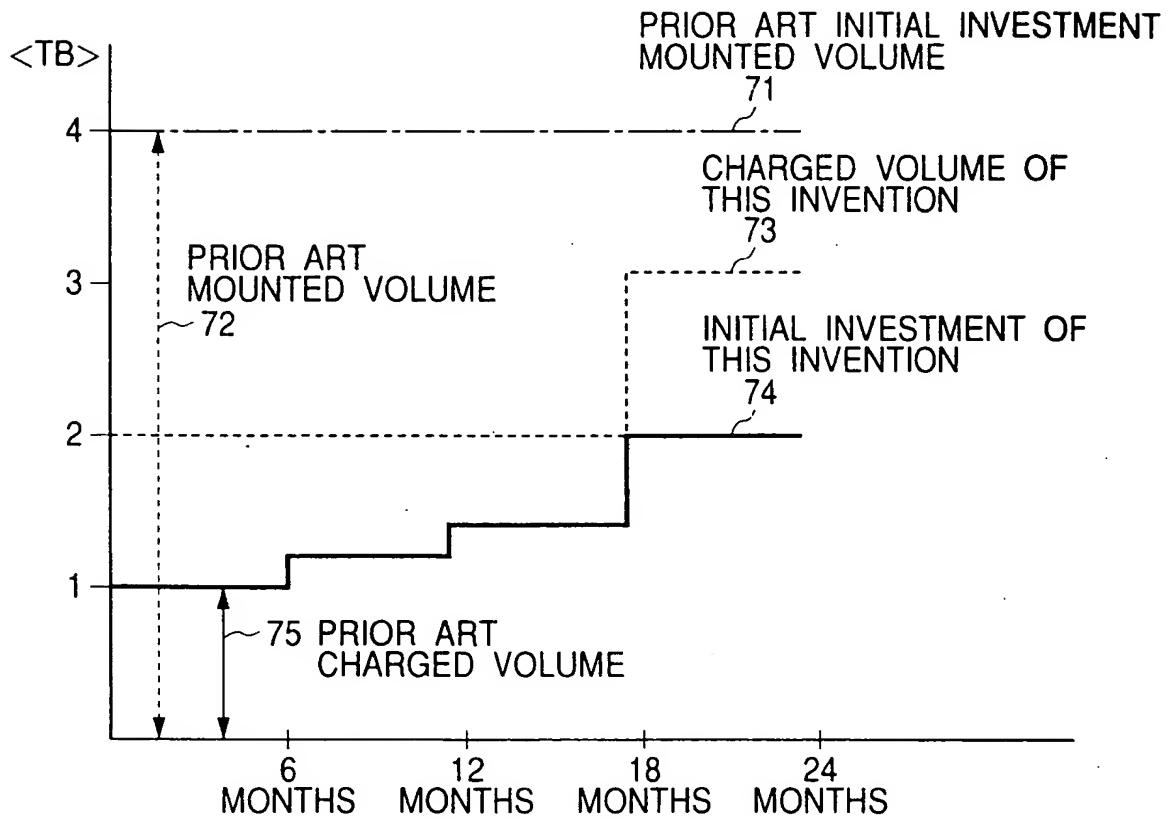 <TB>
PRIOR ART INITIAL INVESTMENT
MOUNTED VOLUME
71
4
CHARGED VOLUME OF
THIS INVENTION
73
PRIOR ART
MOUNTED VOLUME
72
3
INITIAL INVESTMENT OF
THIS INVENTION
74
2
1
75 PRIOR ART
CHARGED VOLUME
6 12 18 24
MONTHS MONTHS MONTHS MONTHS